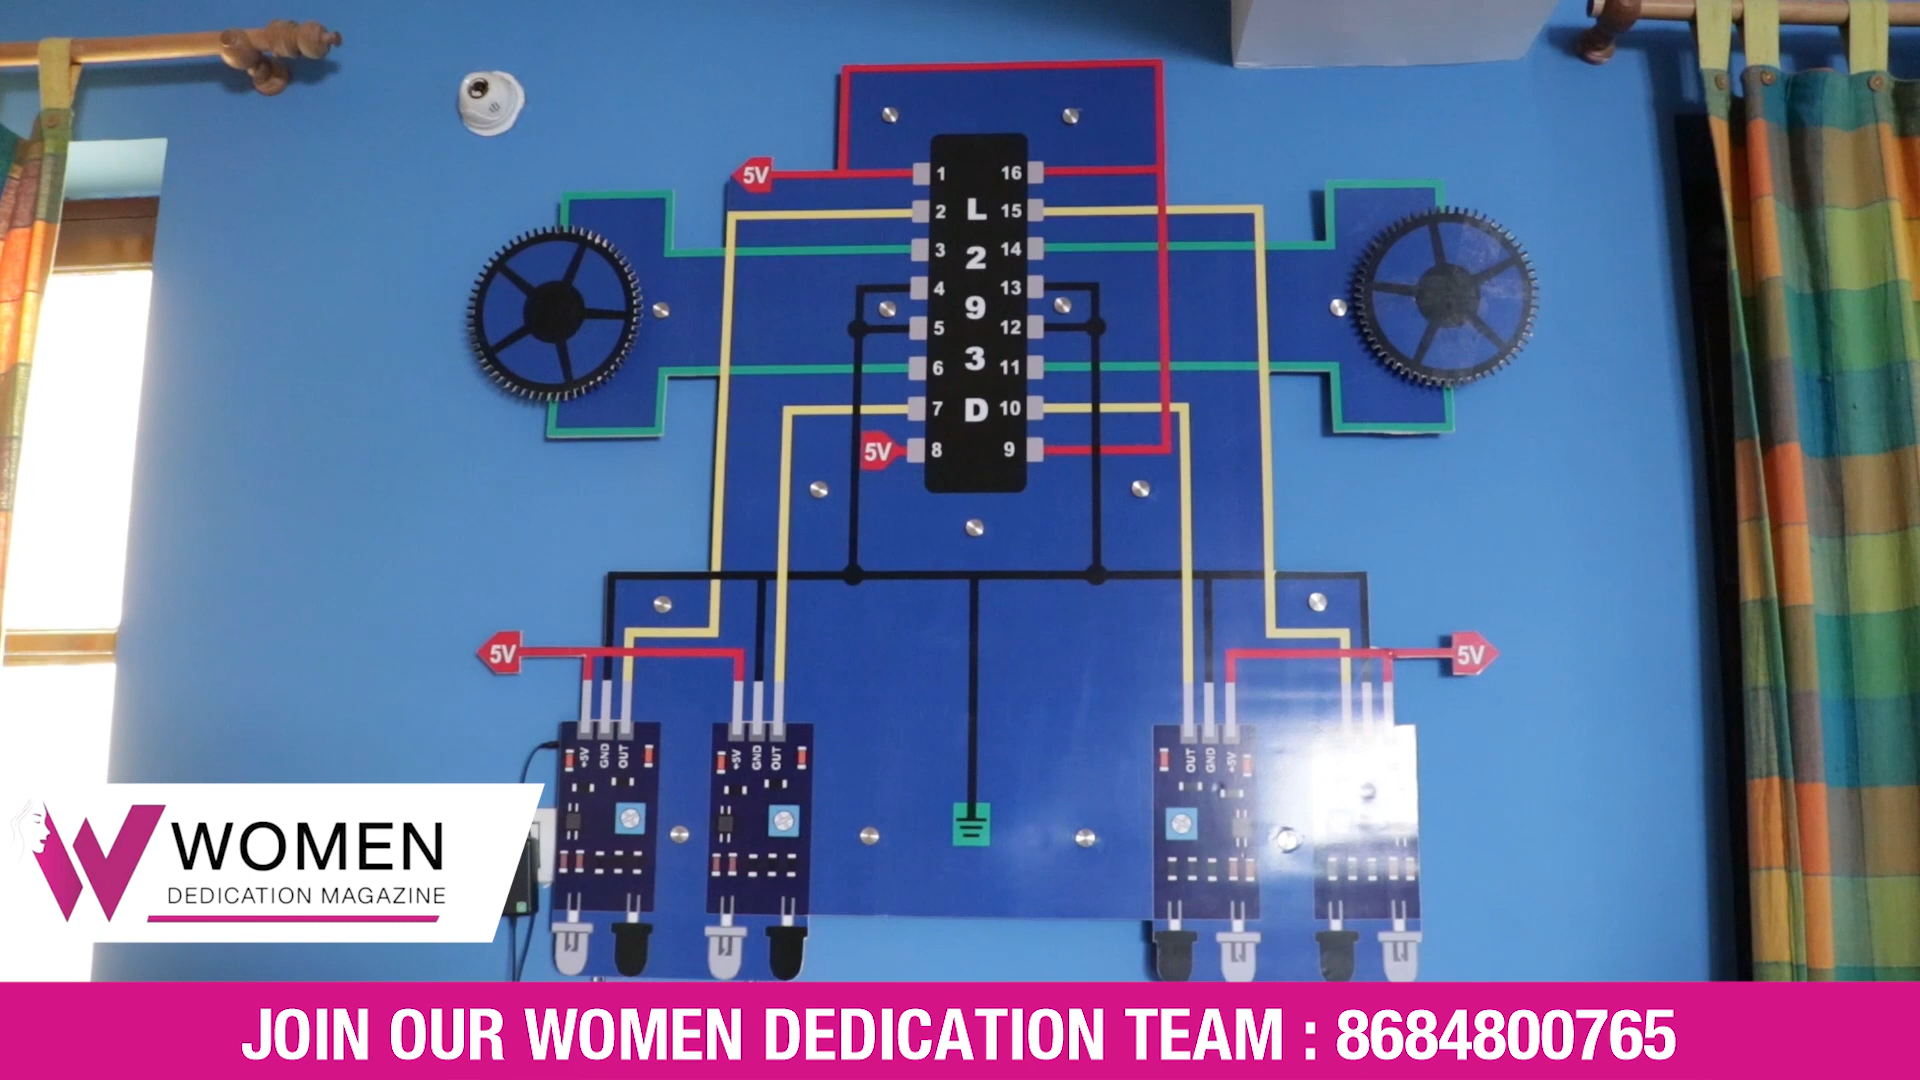 5V
1 16
2 L 15
3 14
2
4 13
9
5 12
3
6 11
7 D 10
5V
8 9
5V
5V
+5V GND OUT
+5V GND OUT
OUT GND +5V
WOMEN
DEDICATION MAGAZINE
JOIN OUR WOMEN DEDICATION TEAM : 8684800765